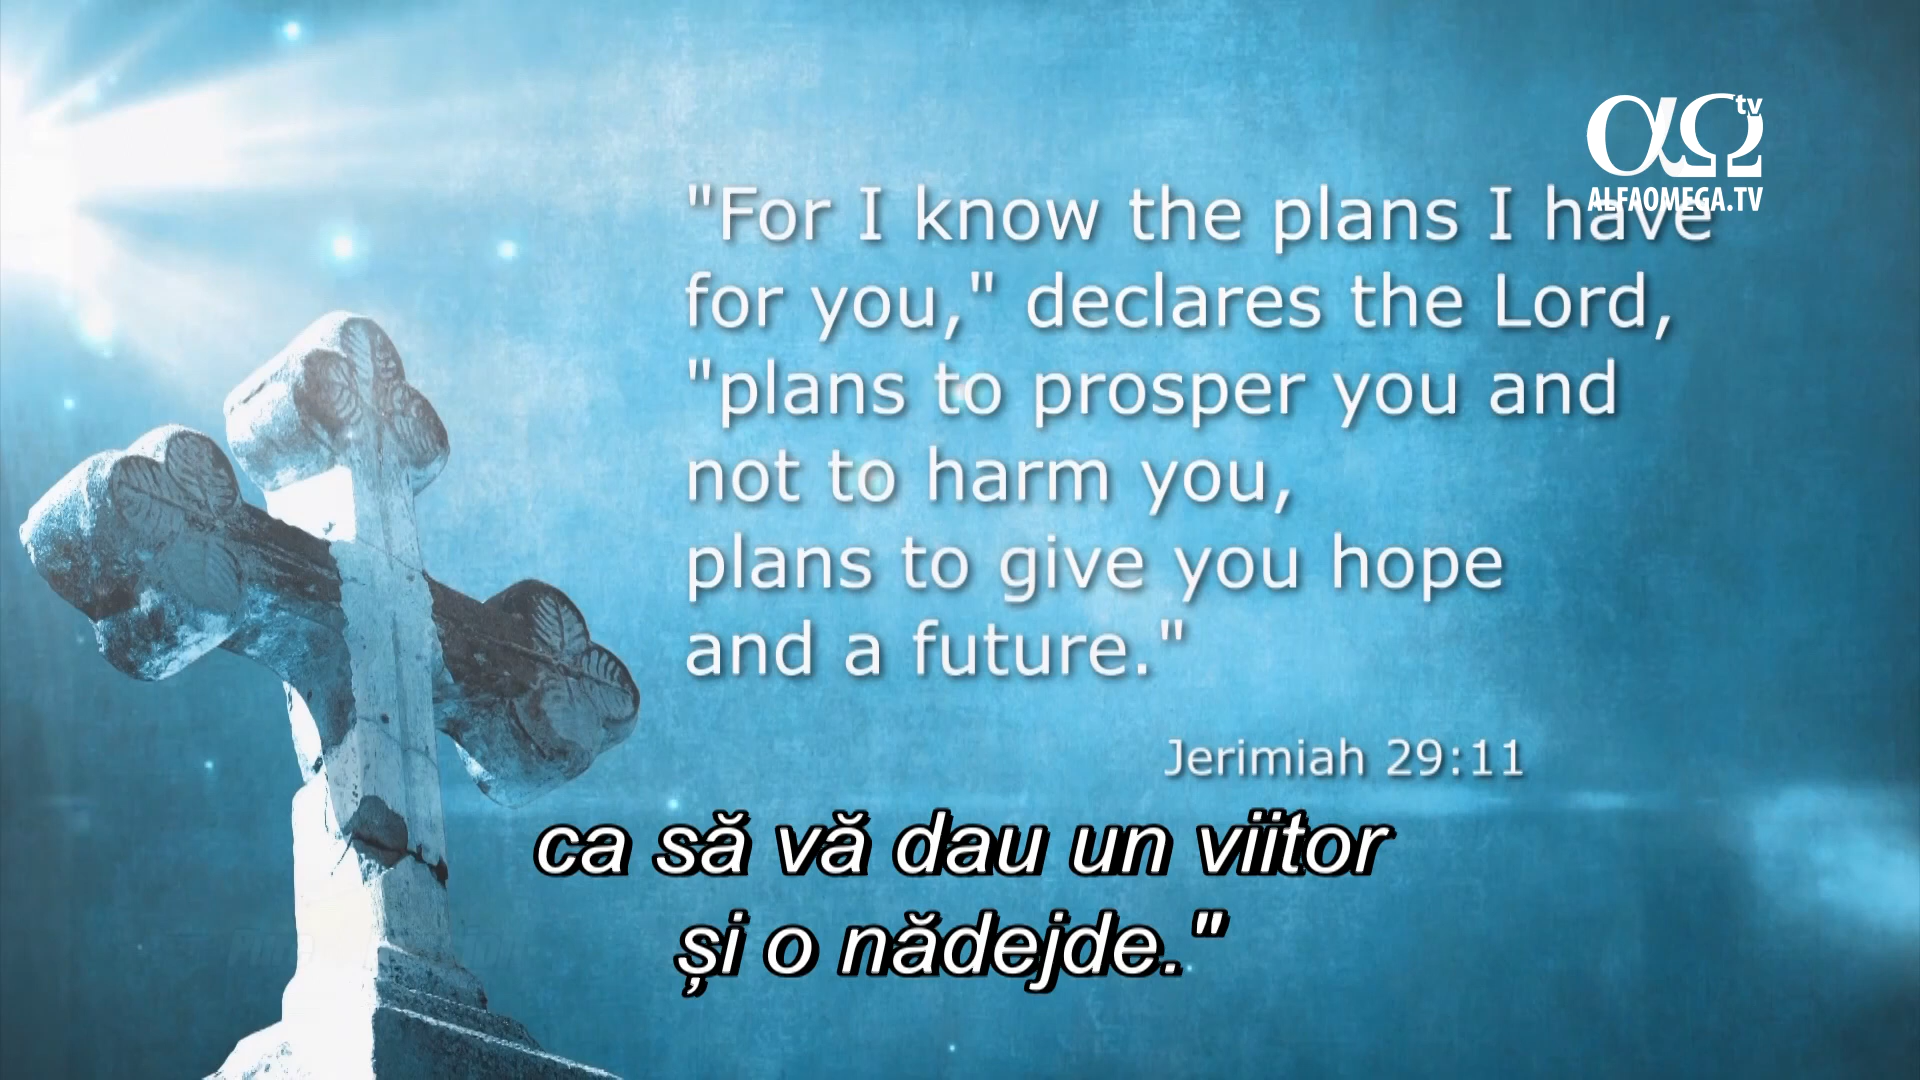 tv
ALFAOMEGA.TV
"For I know the plans I have
for you," declares the Lord,
"plans to prosper you and
not to harm you,
plans to give you hope
and a future."
Jerimiah 29:11
ca să vă dau un viitor
și o nădejde."